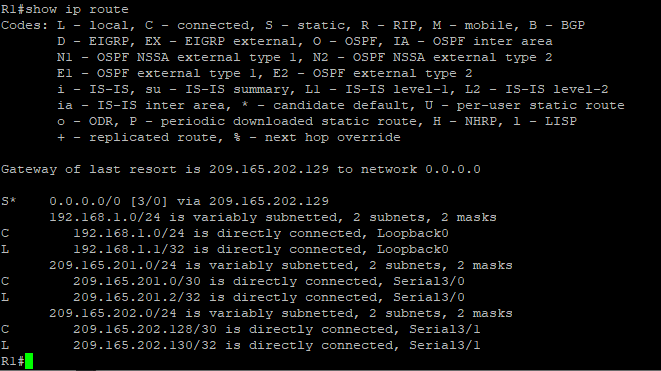 R1#show ip route
Codes: L - local, C - connected, S - static, R - RIP, M - mobile, B - BGP
       D - EIGRP, EX - EIGRP external, O - OSPF, IA - OSPF inter area
       N1 - OSPF NSSA external type 1, N2 - OSPF NSSA external type 2
       E1 - OSPF external type 1, E2 - OSPF external type 2
       i - IS-IS, su - IS-IS summary, L1 - IS-IS level-1, L2 - IS-IS level-2
       ia - IS-IS inter area, * - candidate default, U - per-user static route
       o - ODR, P - periodic downloaded static route, H - NHRP, l - LISP
       + - replicated route, % - next hop override
Gateway of last resort is 209.165.202.129 to network 0.0.0.0
S*    0.0.0.0/0 [3/0] via 209.165.202.129
      192.168.1.0/24 is variably subnetted, 2 subnets, 2 masks
C        192.168.1.0/24 is directly connected, Loopback0
L        192.168.1.1/32 is directly connected, Loopback0
      209.165.201.0/24 is variably subnetted, 2 subnets, 2 masks
C        209.165.201.0/30 is directly connected, Serial3/0
L        209.165.201.2/32 is directly connected, Serial3/0
      209.165.202.0/24 is variably subnetted, 2 subnets, 2 masks
C        209.165.202.128/30 is directly connected, Serial3/1
L        209.165.202.130/32 is directly connected, Serial3/1
R1#